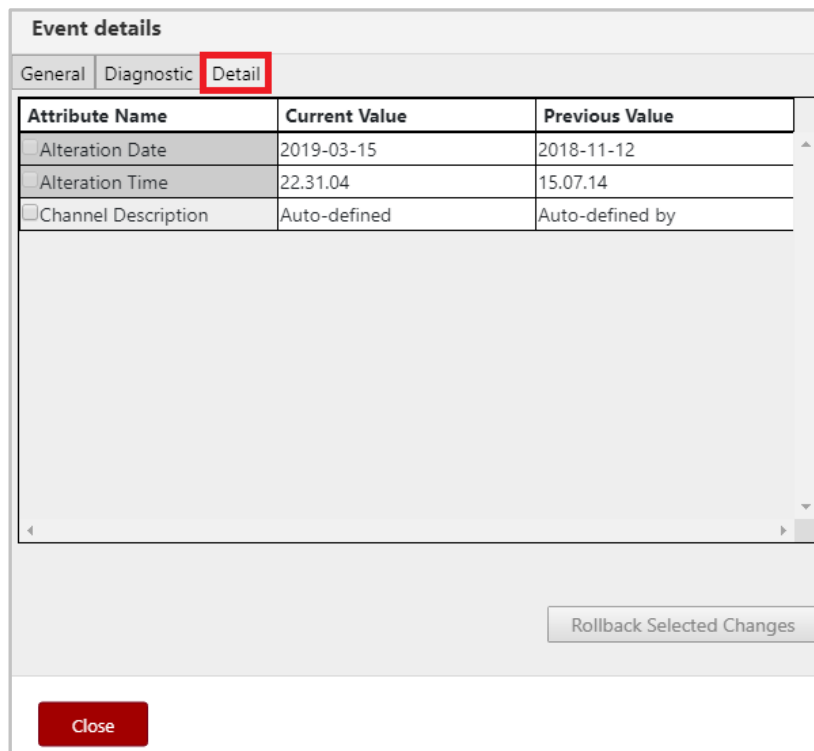 Event details
General Diagnostic Detail
Attribute Name Current Value Previous Value
Alteration Date 2019-03-15 2018-11-12
Alteration Time 22.31.04 15.07.14
Channel Description Auto-defined Auto-defined by
Rollback Selected Changes
Close